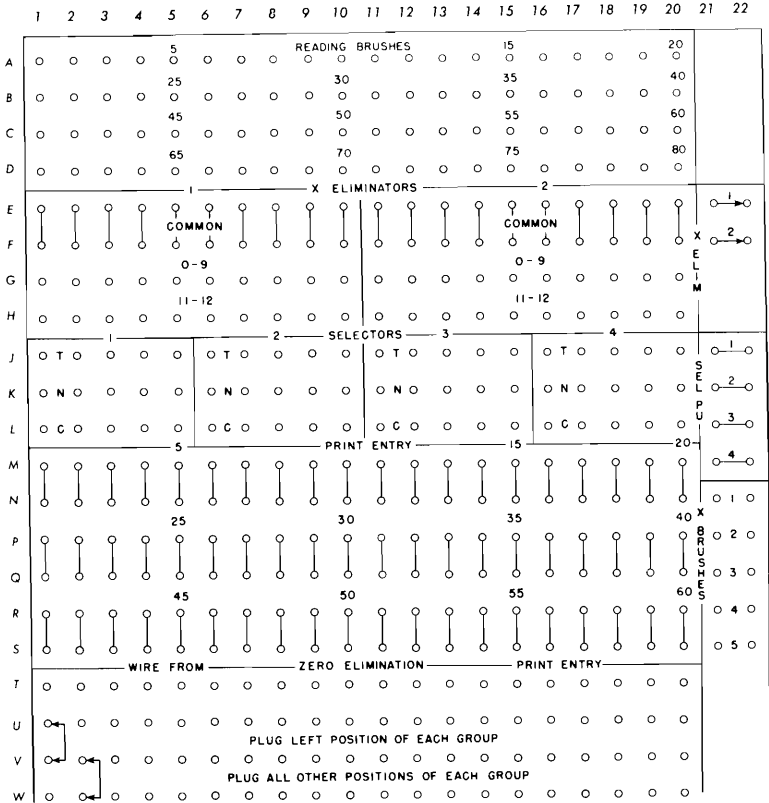 1 2 3 4 5 6 7 8 9 10 11 12 13 14 15 16 17 18 19 20 21 22
5 READING BRUSHES 15 20
A
25 30 35 40
B
45 50 55 60
C
65 70 75 80
D
1 X ELIMINATORS 2
E 1
COMMON COMMON
F 2
0-9 0-9
G
11-12 11-12
H
X ELIM
1 2 SELECTORS 3 4
J T T T T 1
K N N N N 2
L C C C C 3
SEL PU
5 PRINT ENTRY 15 20
M 4
N 1
25 30 35 40
P 2
Q 3
X BRUSHES
45 50 55 60
R 4
S 5
WIRE FROM ZERO ELIMINATION PRINT ENTRY
T
U
PLUG LEFT POSITION OF EACH GROUP
V
PLUG ALL OTHER POSITIONS OF EACH GROUP
W